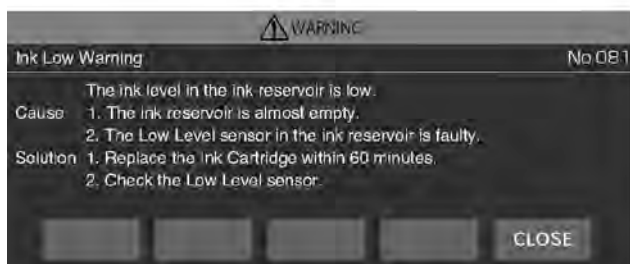 WARNING
Ink Low Warning No.081
The ink level in the ink reservoir is low.
Cause 1. The ink reservoir is almost empty.
2. The Low Level sensor in the ink reservoir is faulty.
Solution 1. Replace the Ink Cartridge within 60 minutes.
2. Check the Low Level sensor.
CLOSE